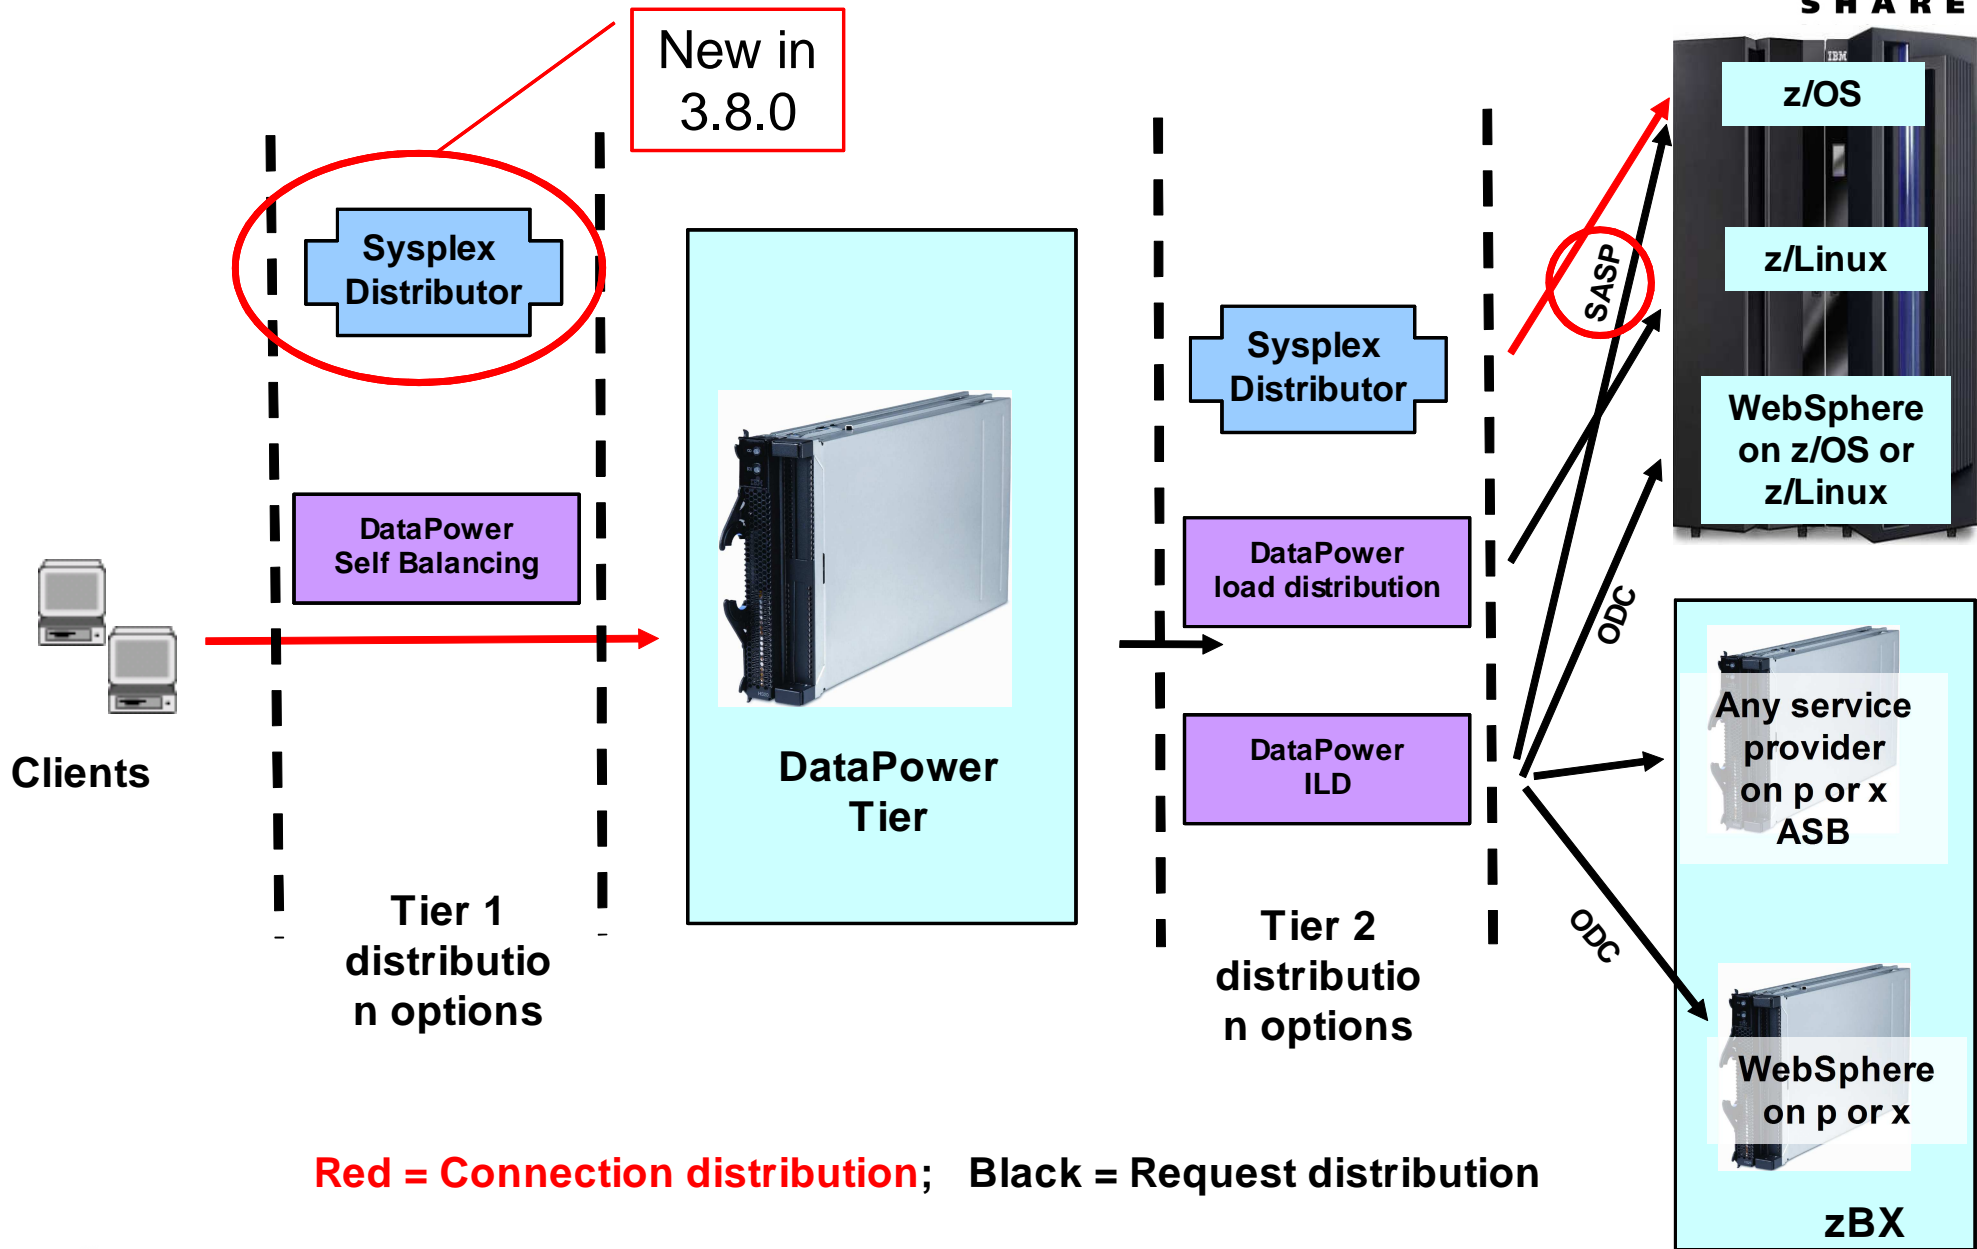 SHARE
New in
3.8.0
IBM
z/OS
Sysplex
Distributor
SASP
z/Linux
Sysplex
Distributor
WebSphere
on z/OS or
z/Linux
DataPower
Self Balancing
DataPower
load distribution
ODC
Clients
DataPower
Tier
DataPower
ILD
Any service
provider
on p or x
ASB
Tier 1
distributio
n options
Tier 2
distributio
n options
ODC
WebSphere
on p or x
Red = Connection distribution; Black = Request distribution
zBX